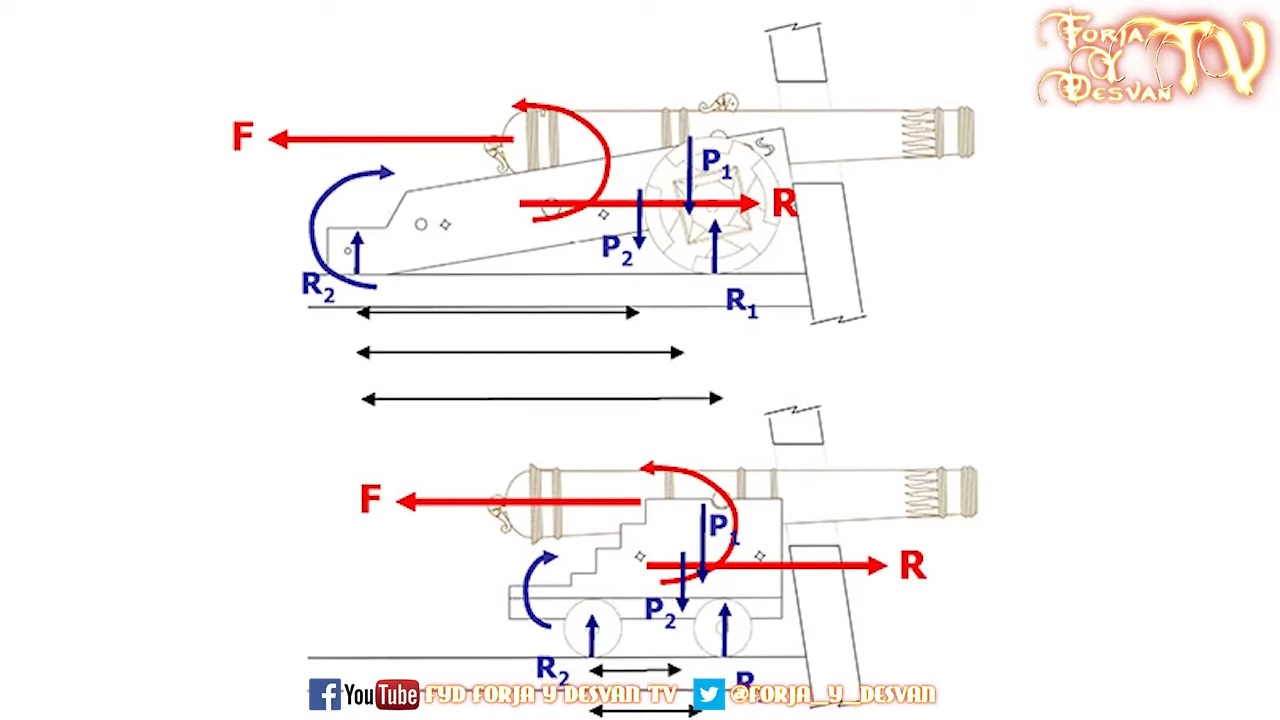 FORJA
Y
DESVAN
TV
F
P1
R
P2
R2
R1
F
P1
R
P2
R2
R
YouTube FYD FORJA Y DESVAN TV @FORJA_Y_DESVAN